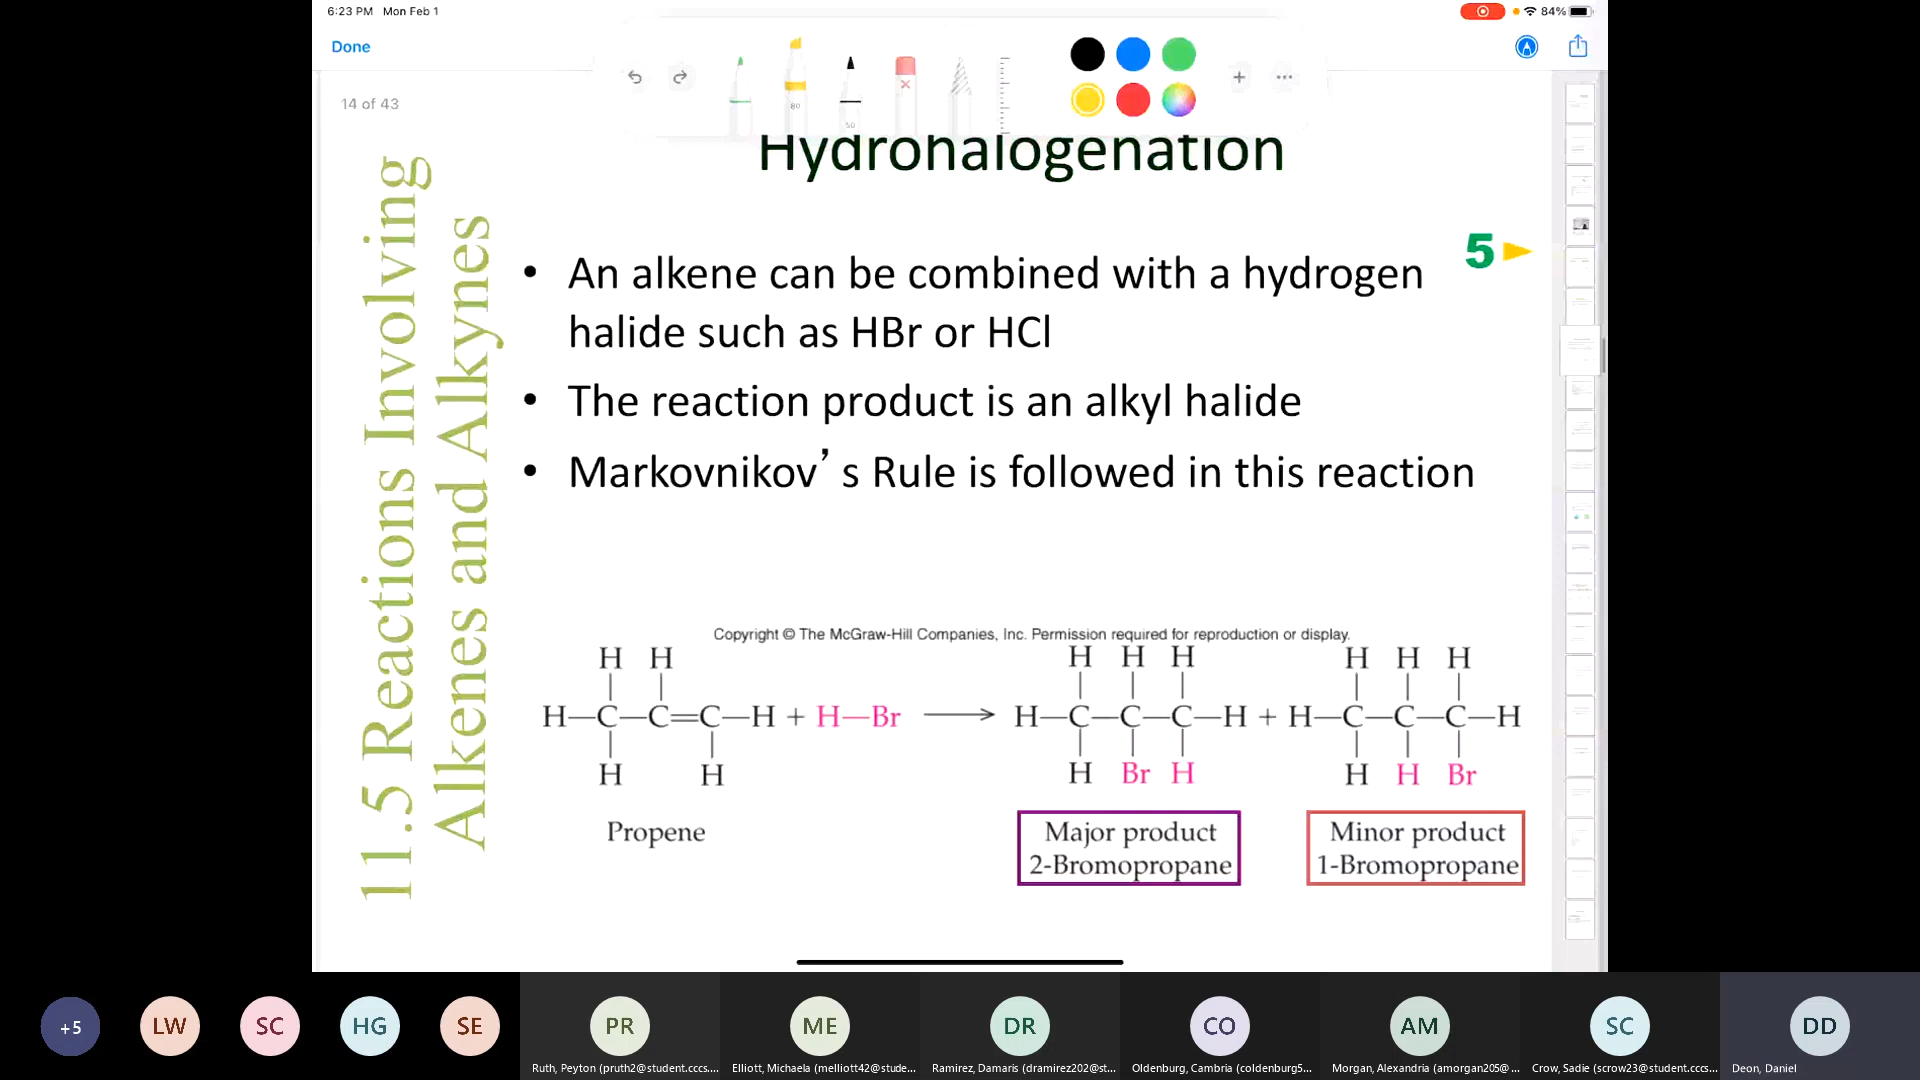 6:23 PM Mon Feb 1
84%
Done
14 of 43
80
50
Hydrohalogenation
11.5 Reactions Involving
Alkenes and Alkynes
5
• An alkene can be combined with a hydrogen
halide such as HBr or HCl
• The reaction product is an alkyl halide
• Markovnikov’s Rule is followed in this reaction
Copyright © The McGraw-Hill Companies, Inc. Permission required for reproduction or display.
H H H H H H H H
H—C—C=C—H + H—Br ⟶ H—C—C—C—H + H—C—C—C—H
H H H Br H H H Br
Propene
Major product
2-Bromopropane
Minor product
1-Bromopropane
+5 LW SC HG SE PR ME DR CO AM SC DD
Ruth, Peyton (pruth2@student.cccs....
Elliott, Michaela (melliott42@stude...
Ramirez, Damaris (dramirez202@st...
Oldenburg, Cambria (coldenburg5...
Morgan, Alexandria (amorgan205@...
Crow, Sadie (scrow23@student.cccs...
Deon, Daniel